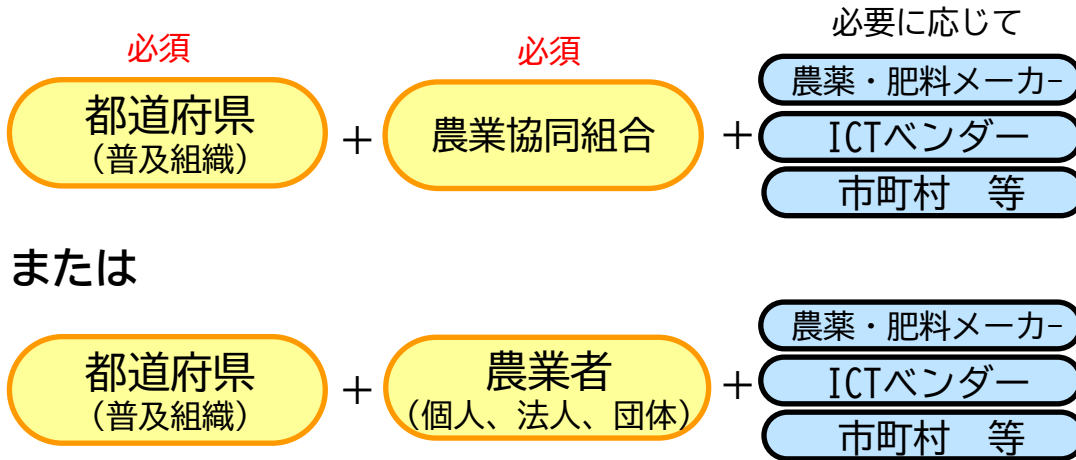 必須
必須
必要に応じて
都道府県
（普及組織）
＋
農業協同組合
＋
農薬・肥料メーカー
ICTベンダー
市町村　等
または
都道府県
（普及組織）
＋
農業者
（個人、法人、団体）
＋
農薬・肥料メーカー
ICTベンダー
市町村　等